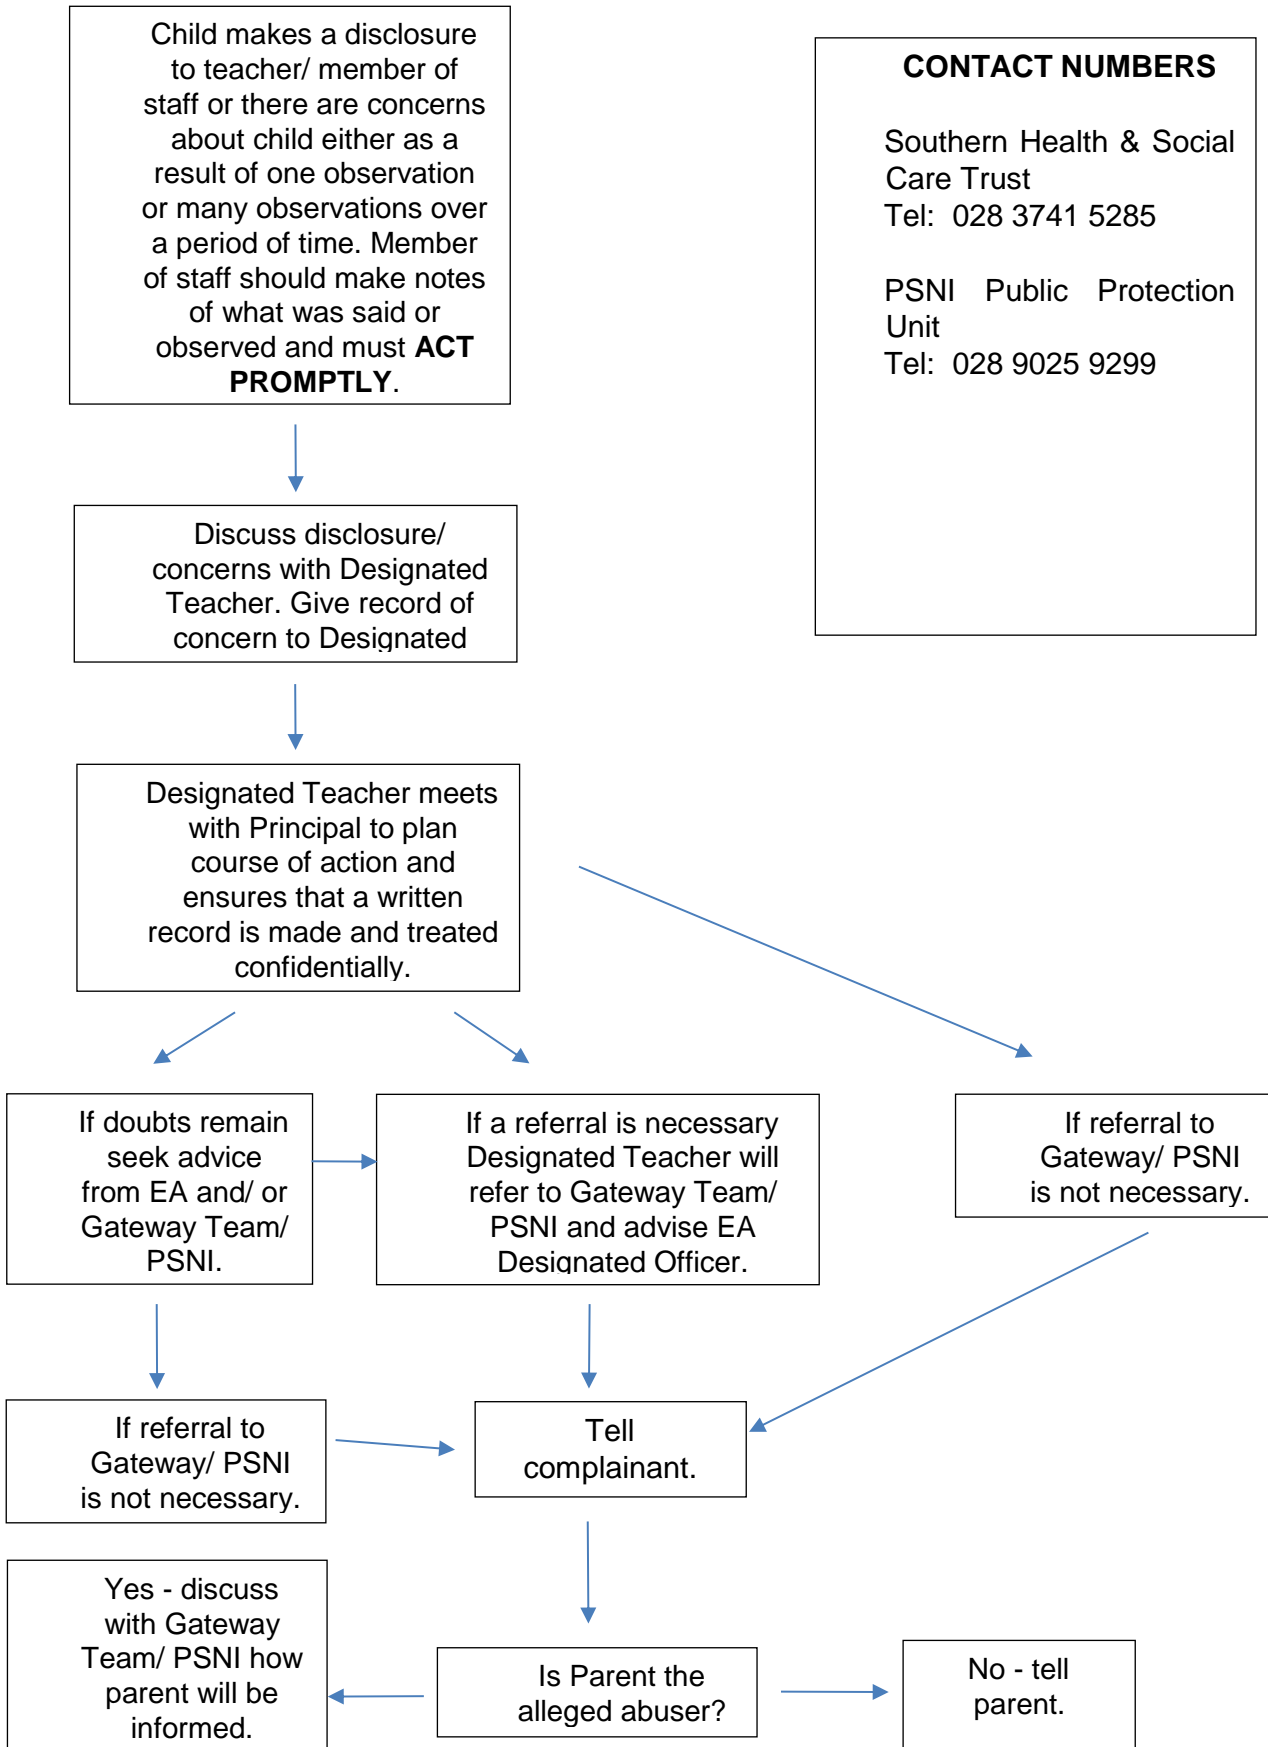 Child makes a disclosure
to teacher/ member of
staff or there are concerns
about child either as a
result of one observation
or many observations over
a period of time. Member
of staff should make notes
of what was said or
observed and must ACT
PROMPTLY.
CONTACT NUMBERS
Southern Health & Social
Care Trust
Tel: 028 3741 5285
PSNI Public Protection
Unit
Tel: 028 9025 9299
Discuss disclosure/
concerns with Designated
Teacher. Give record of
concern to Designated
Designated Teacher meets
with Principal to plan
course of action and
ensures that a written
record is made and treated
confidentially.
If doubts remain
seek advice
from EA and/ or
Gateway Team/
PSNI.
If a referral is necessary
Designated Teacher will
refer to Gateway Team/
PSNI and advise EA
Designated Officer.
If referral to
Gateway/ PSNI
is not necessary.
If referral to
Gateway/ PSNI
is not necessary.
Tell
complainant.
Yes - discuss
with Gateway
Team/ PSNI how
parent will be
informed.
Is Parent the
alleged abuser?
No - tell
parent.